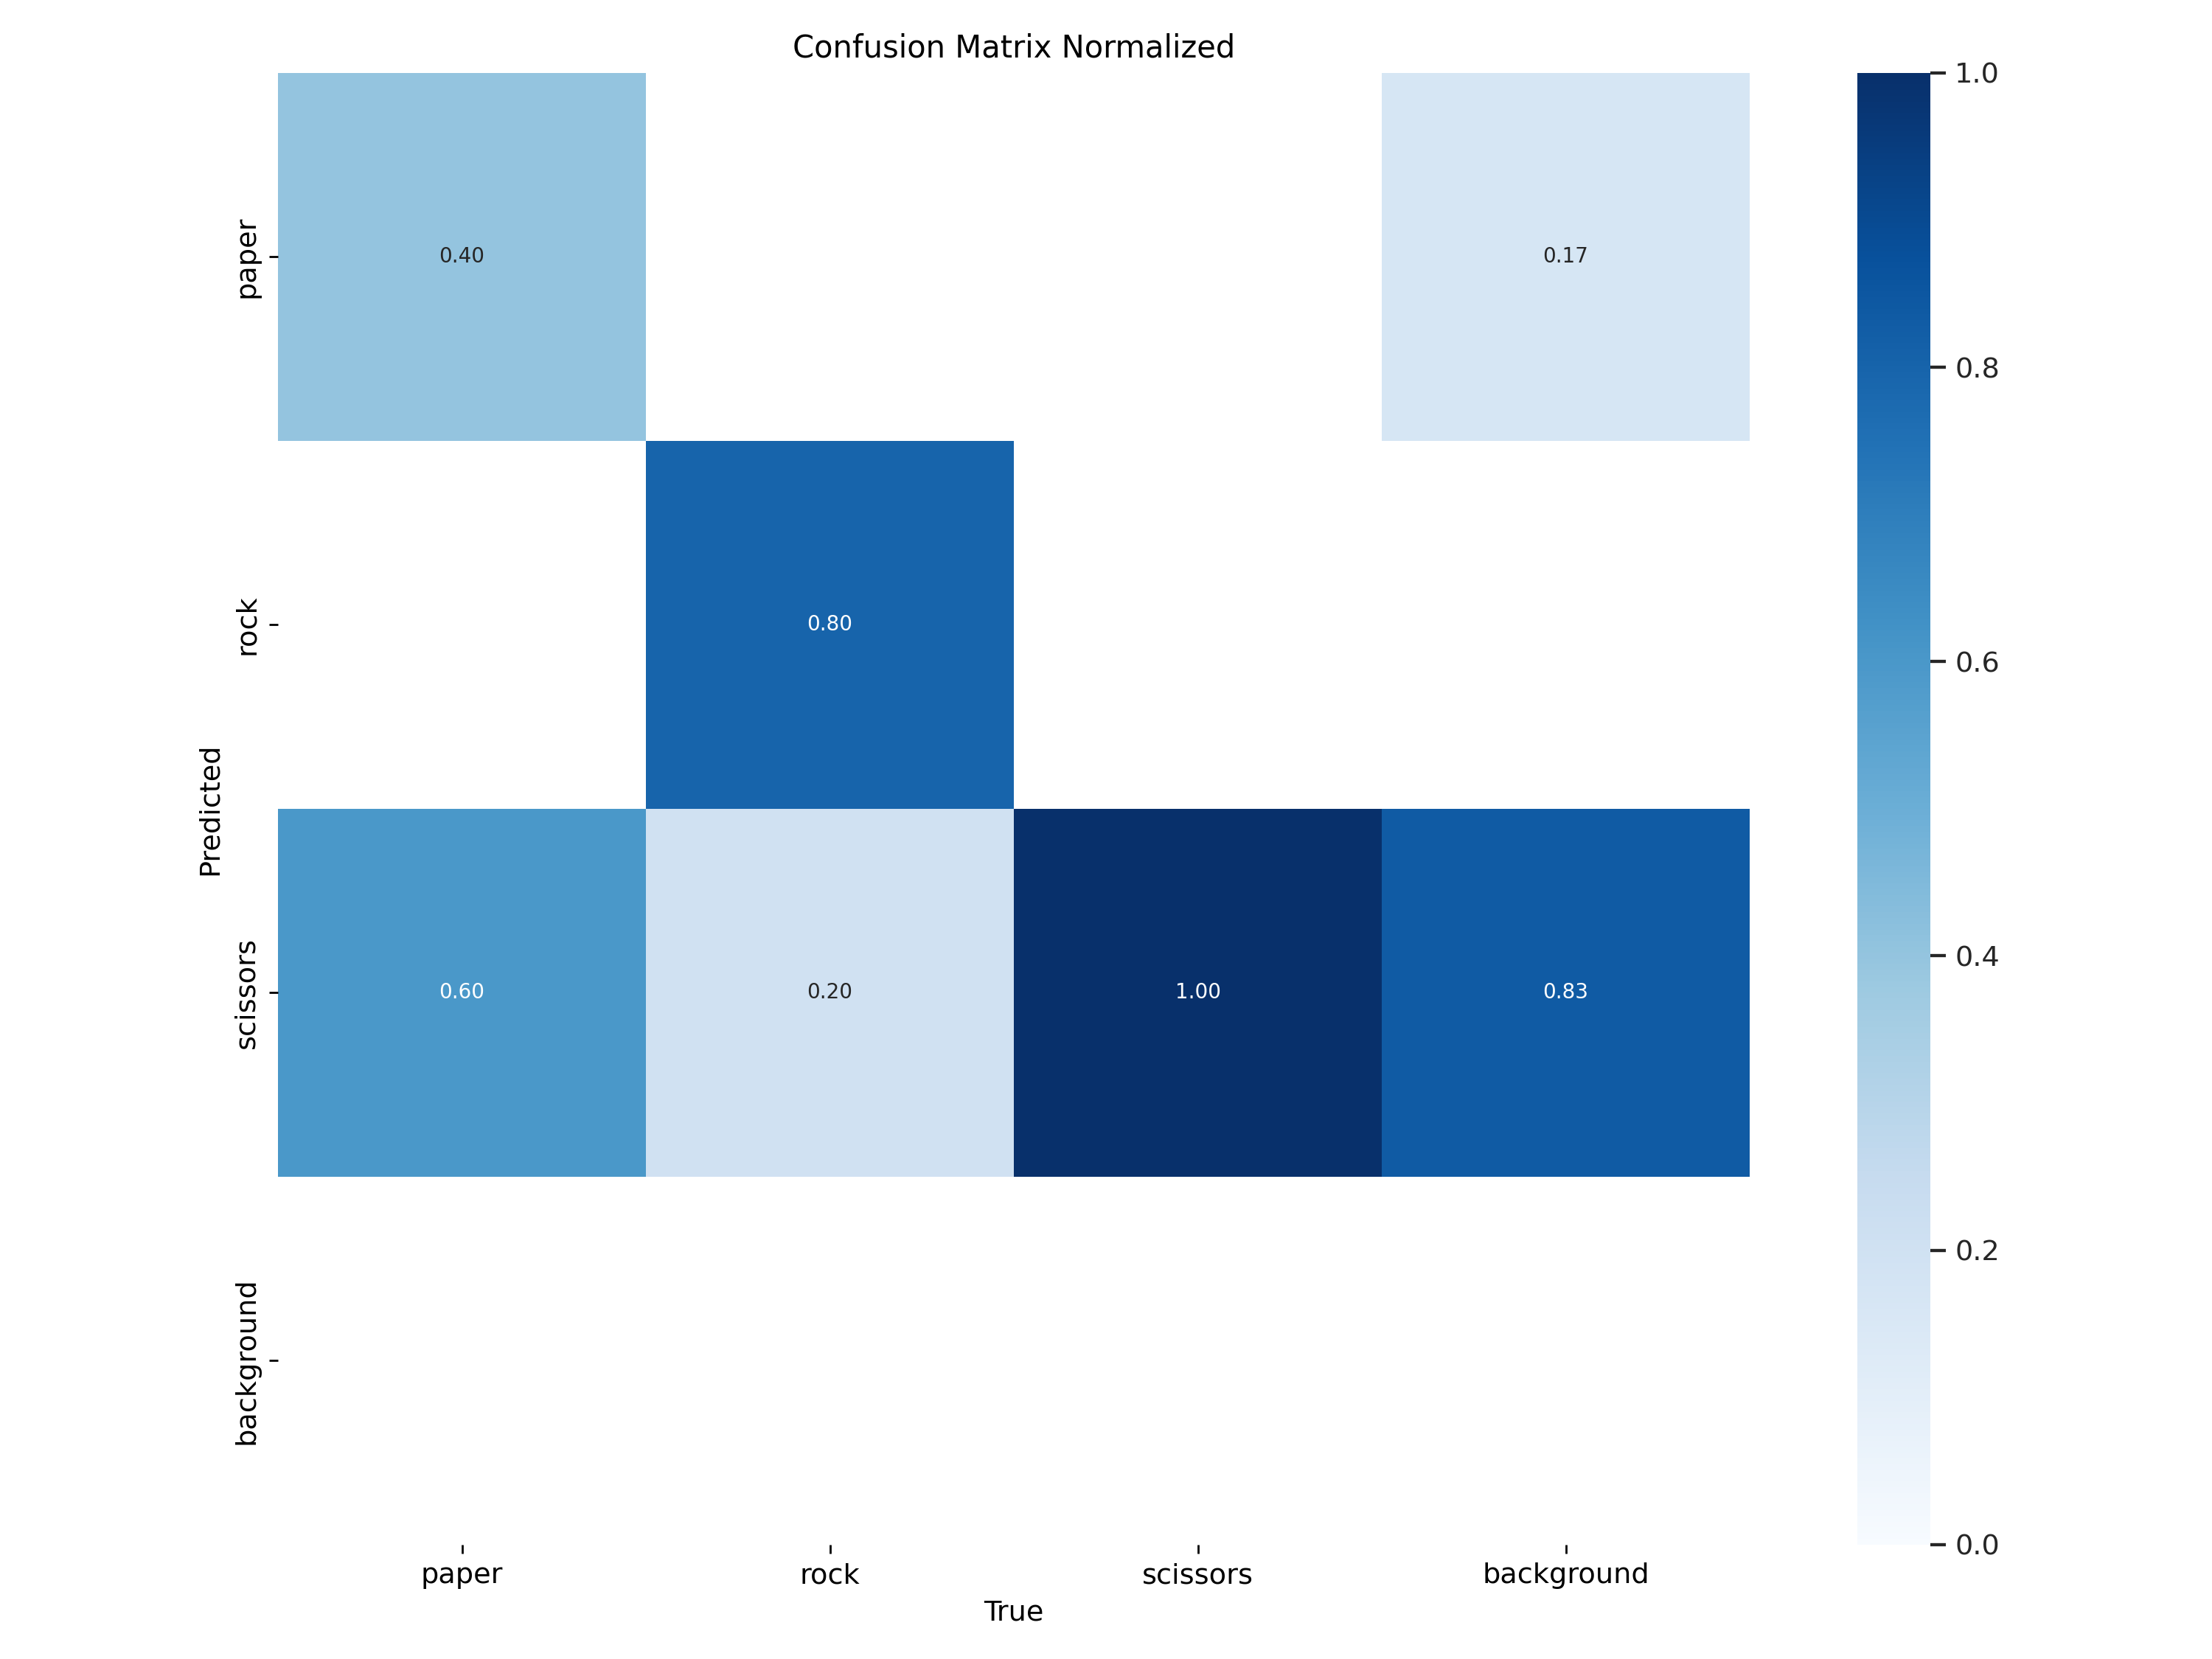 Confusion Matrix Normalized
1.0
paper
0.40
0.17
0.8
rock
0.80
0.6
Predicted
scissors
0.60
0.20
1.00
0.83
0.4
0.2
background
0.0
paper
rock
scissors
background
True